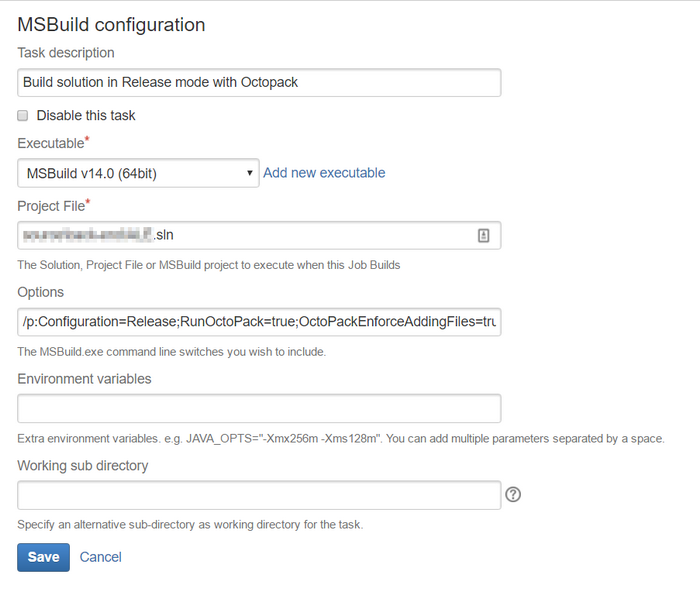 MSBuild configuration
Task description
Build solution in Release mode with Octopack
Disable this task
Executable*
MSBuild v14.0 (64bit) Add new executable
Project File*
.sln
The Solution, Project File or MSBuild project to execute when this Job Builds
Options
/p:Configuration=Release;RunOctoPack=true;OctoPackEnforceAddingFiles=tru
The MSBuild.exe command line switches you wish to include.
Environment variables
Extra environment variables. e.g. JAVA_OPTS="-Xmx256m -Xms128m". You can add multiple parameters separated by a space.
Working sub directory
?
Specify an alternative sub-directory as working directory for the task.
Save Cancel